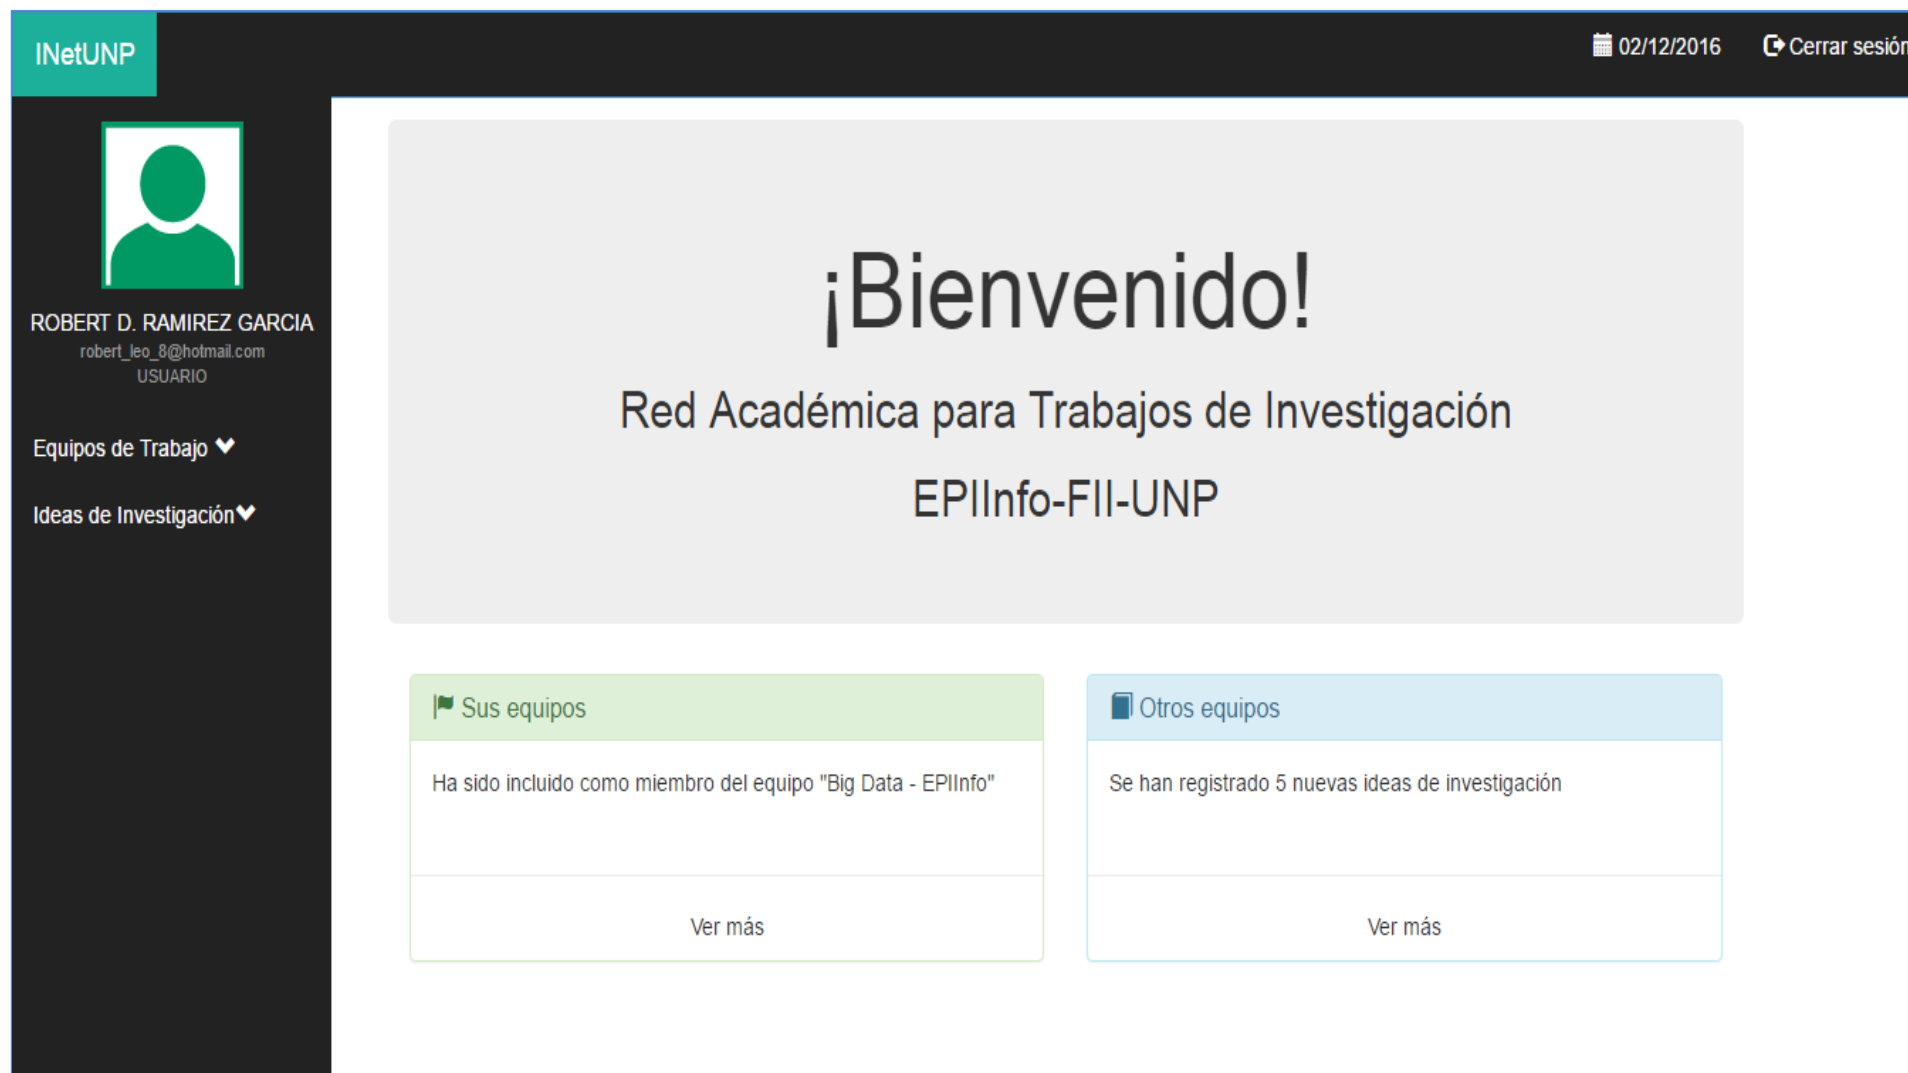 INetUNP
02/12/2016
Cerrar sesión
ROBERT D. RAMIREZ GARCIA
robert_leo_8@hotmail.com
USUARIO
Equipos de Trabajo
Ideas de Investigación
¡Bienvenido!
Red Académica para Trabajos de Investigación
EPIInfo-FII-UNP
Sus equipos
Ha sido incluido como miembro del equipo "Big Data - EPIInfo"
Ver más
Otros equipos
Se han registrado 5 nuevas ideas de investigación
Ver más